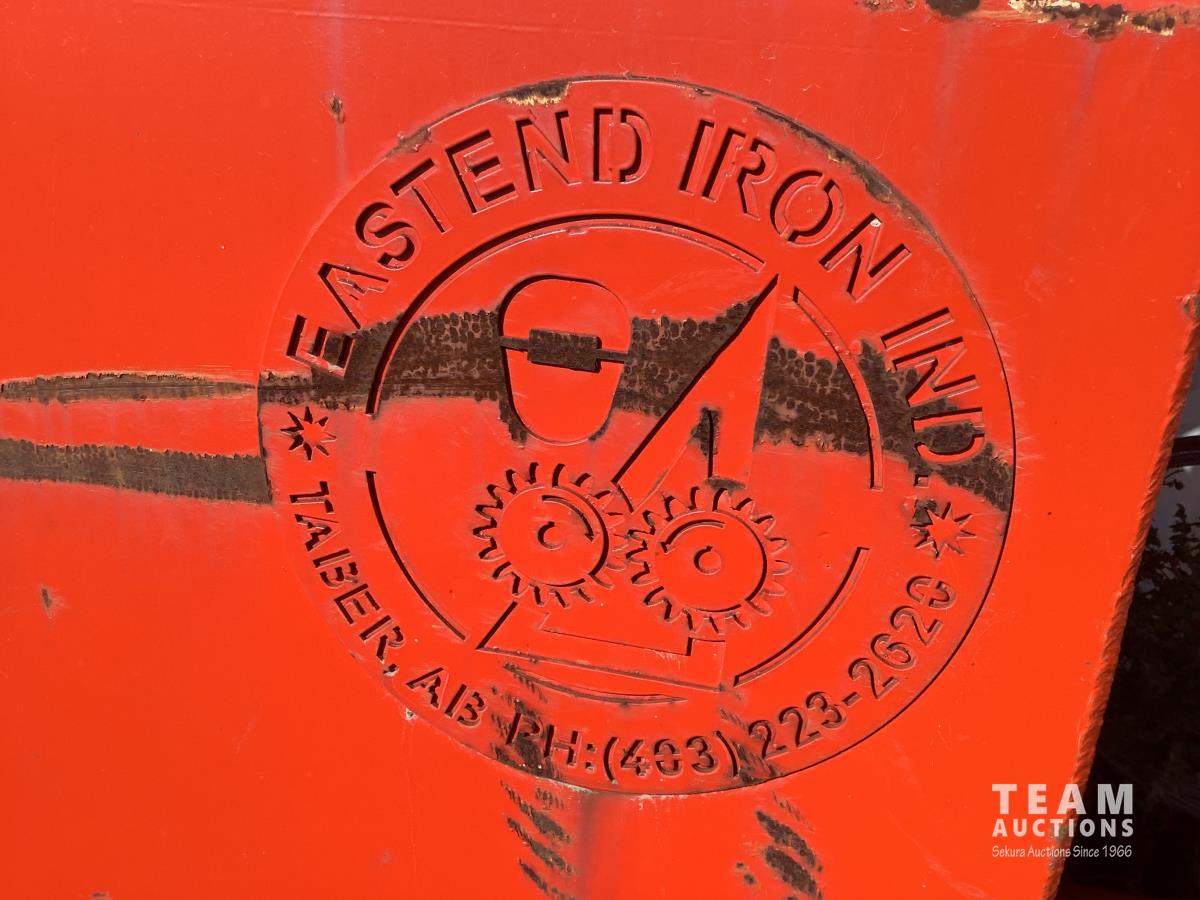 EASTEND IRON IND.
TABER, AB PH:(403) 223-2620
TEAM
AUCTIONS
Sekura Auctions Since 1966